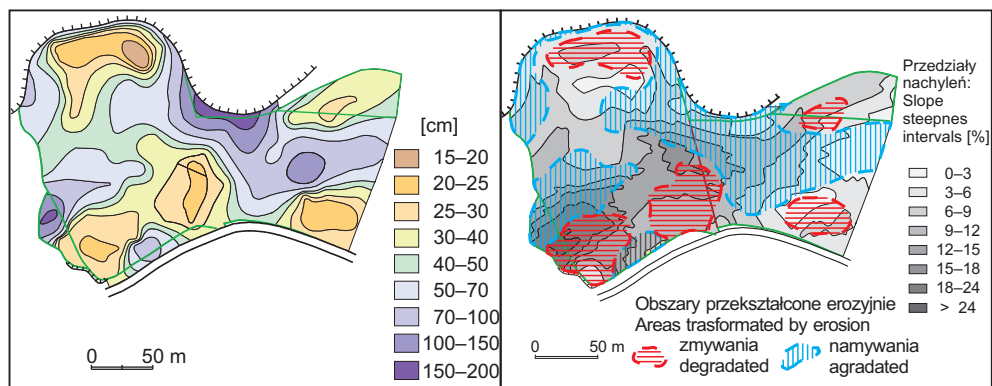 [cm]
15–20
20–25
25–30
30–40
40–50
50–70
70–100
100–150
150–200
0 50 m
Przedziały
nachyleń:
Slope
steepnes
intervals [%]
0–3
3–6
6–9
9–12
12–15
15–18
18–24
> 24
Obszary przekształcone erozyjnie
Areas trasformated by erosion
0 50 m
zmywania
degradated
namywania
agradated